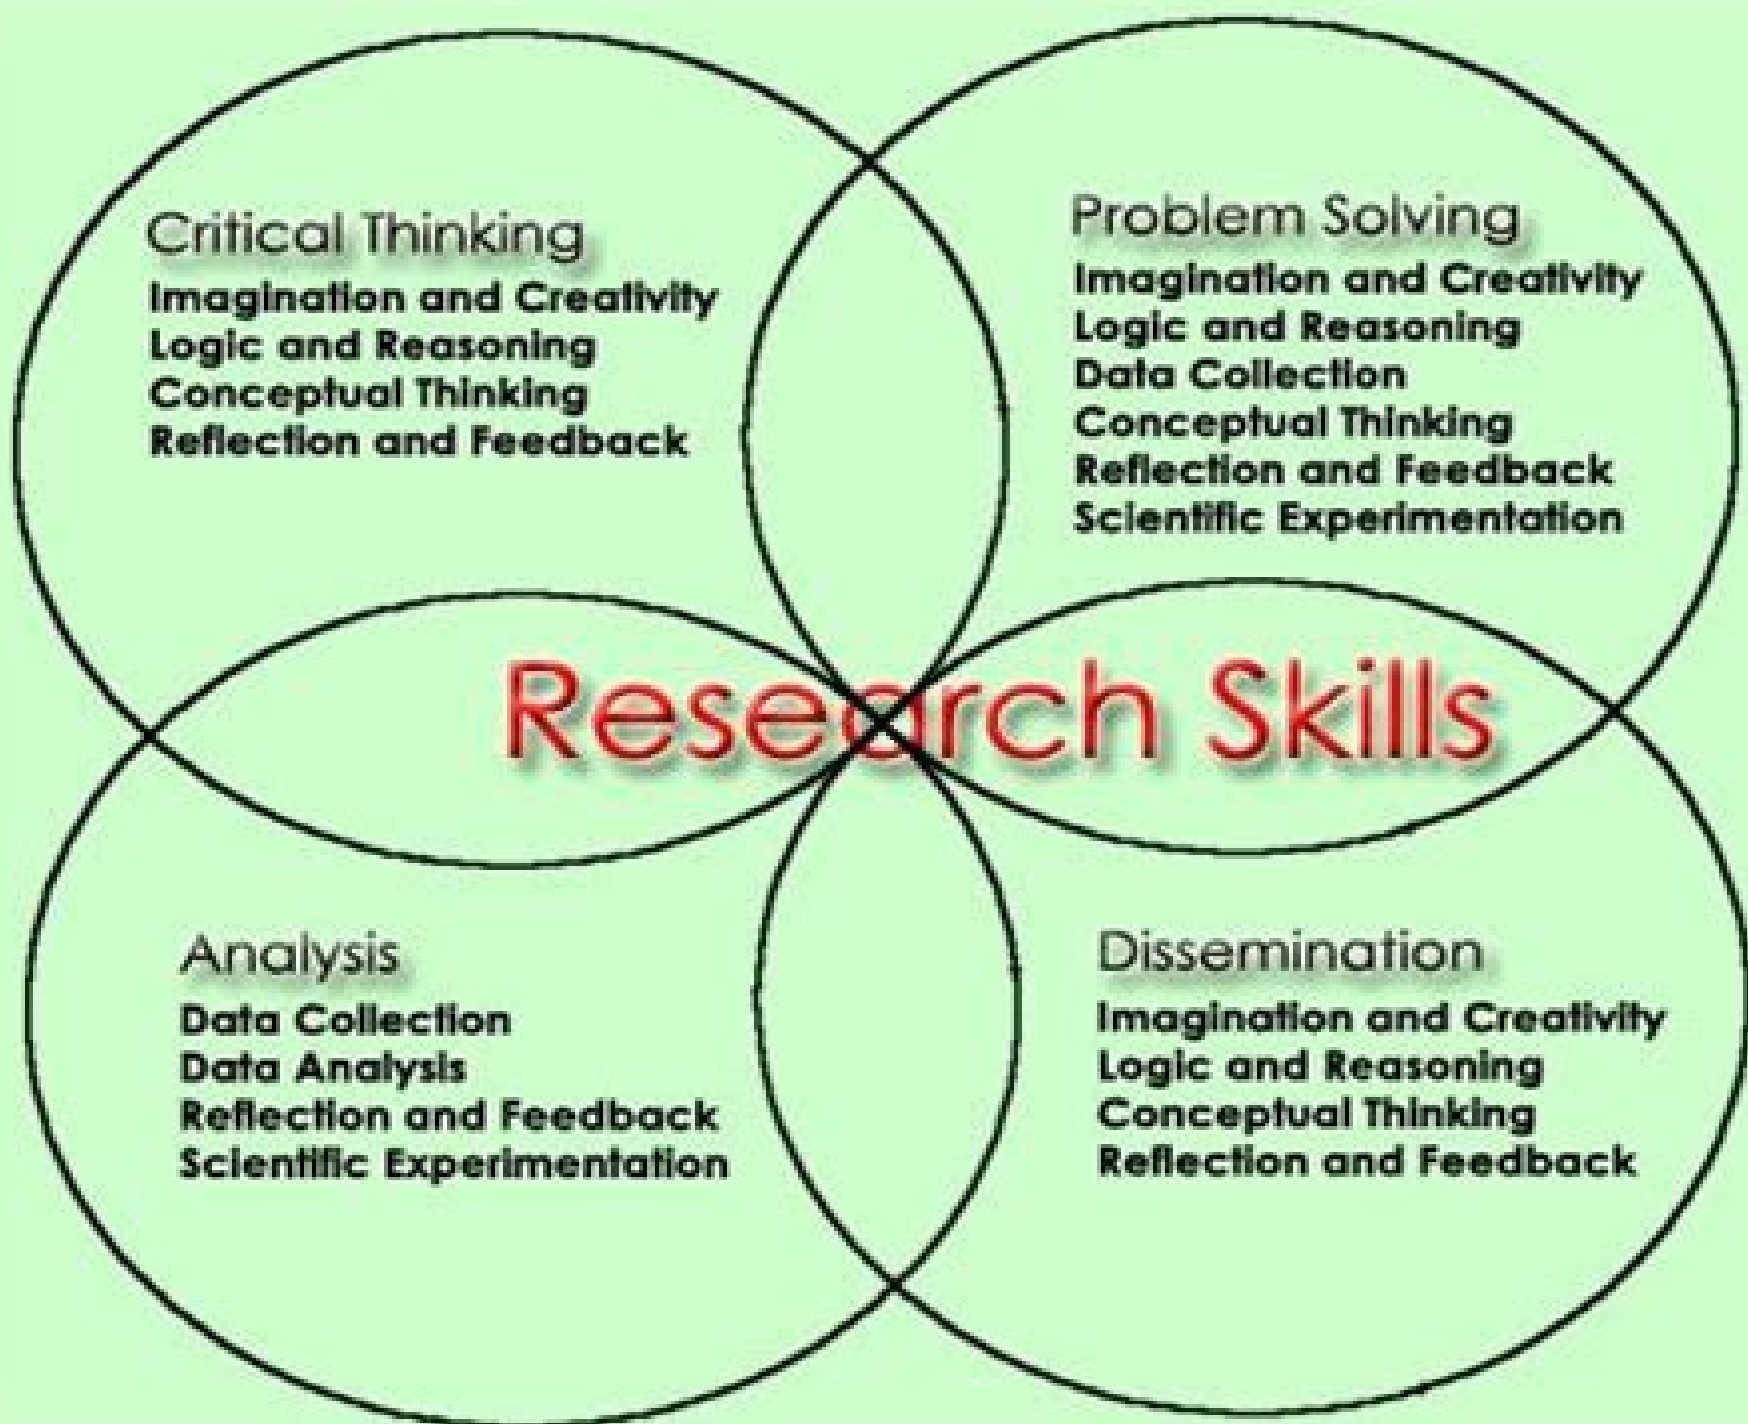 Critical Thinking
Imagination and Creativity
Logic and Reasoning
Conceptual Thinking
Reflection and Feedback
Problem Solving
Imagination and Creativity
Logic and Reasoning
Data Collection
Conceptual Thinking
Reflection and Feedback
Scientific Experimentation
Research Skills
Analysis
Data Collection
Data Analysis
Reflection and Feedback
Scientific Experimentation
Dissemination
Imagination and Creativity
Logic and Reasoning
Conceptual Thinking
Reflection and Feedback